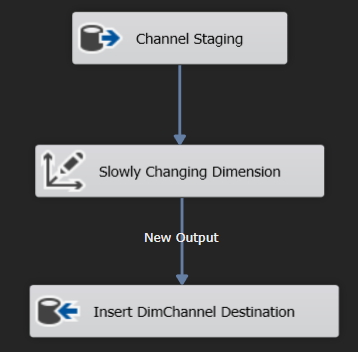 Channel Staging
Slowly Changing Dimension
New Output
Insert DimChannel Destination